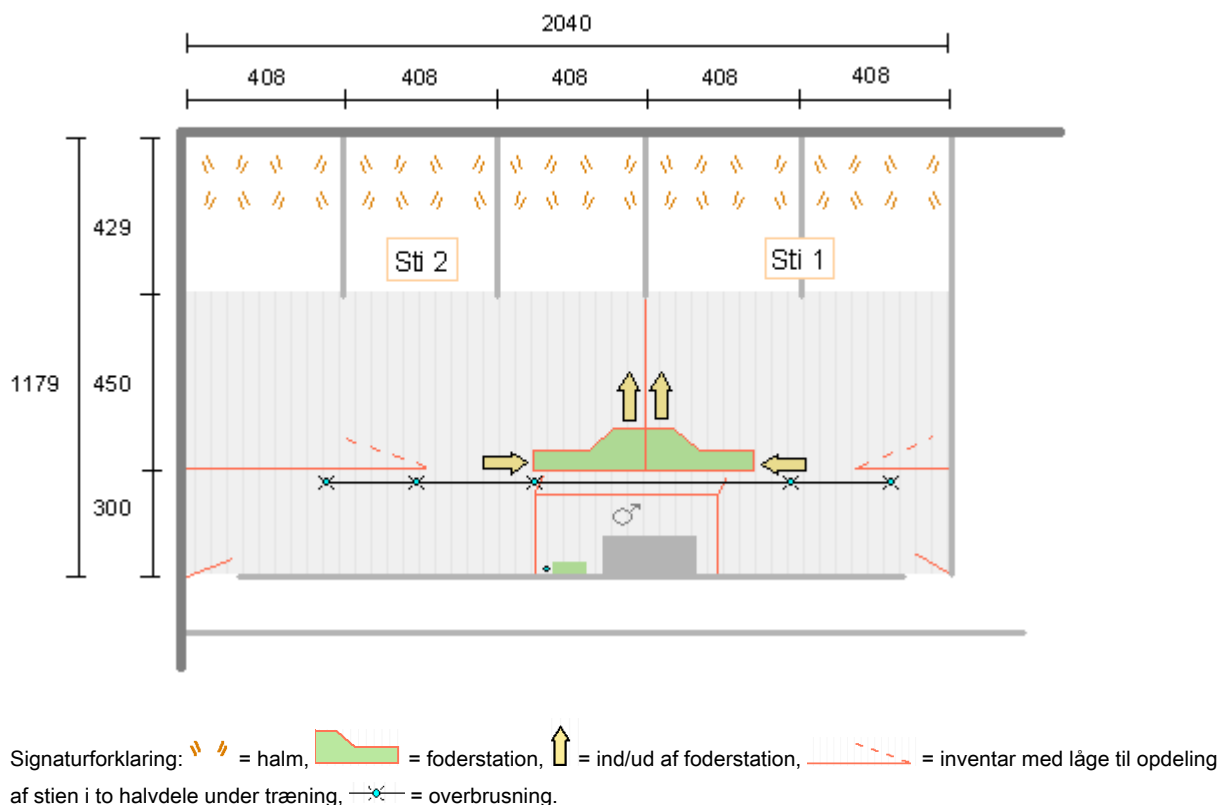 2040
408 408 408 408 408
429
Sti 2 Sti 1
1179 450
300
♂
Signaturforklaring: = halm, = foderstation, = ind/ud af foderstation, = inventar med låge til opdeling
af stien i to halvdele under træning, = overbrusning.